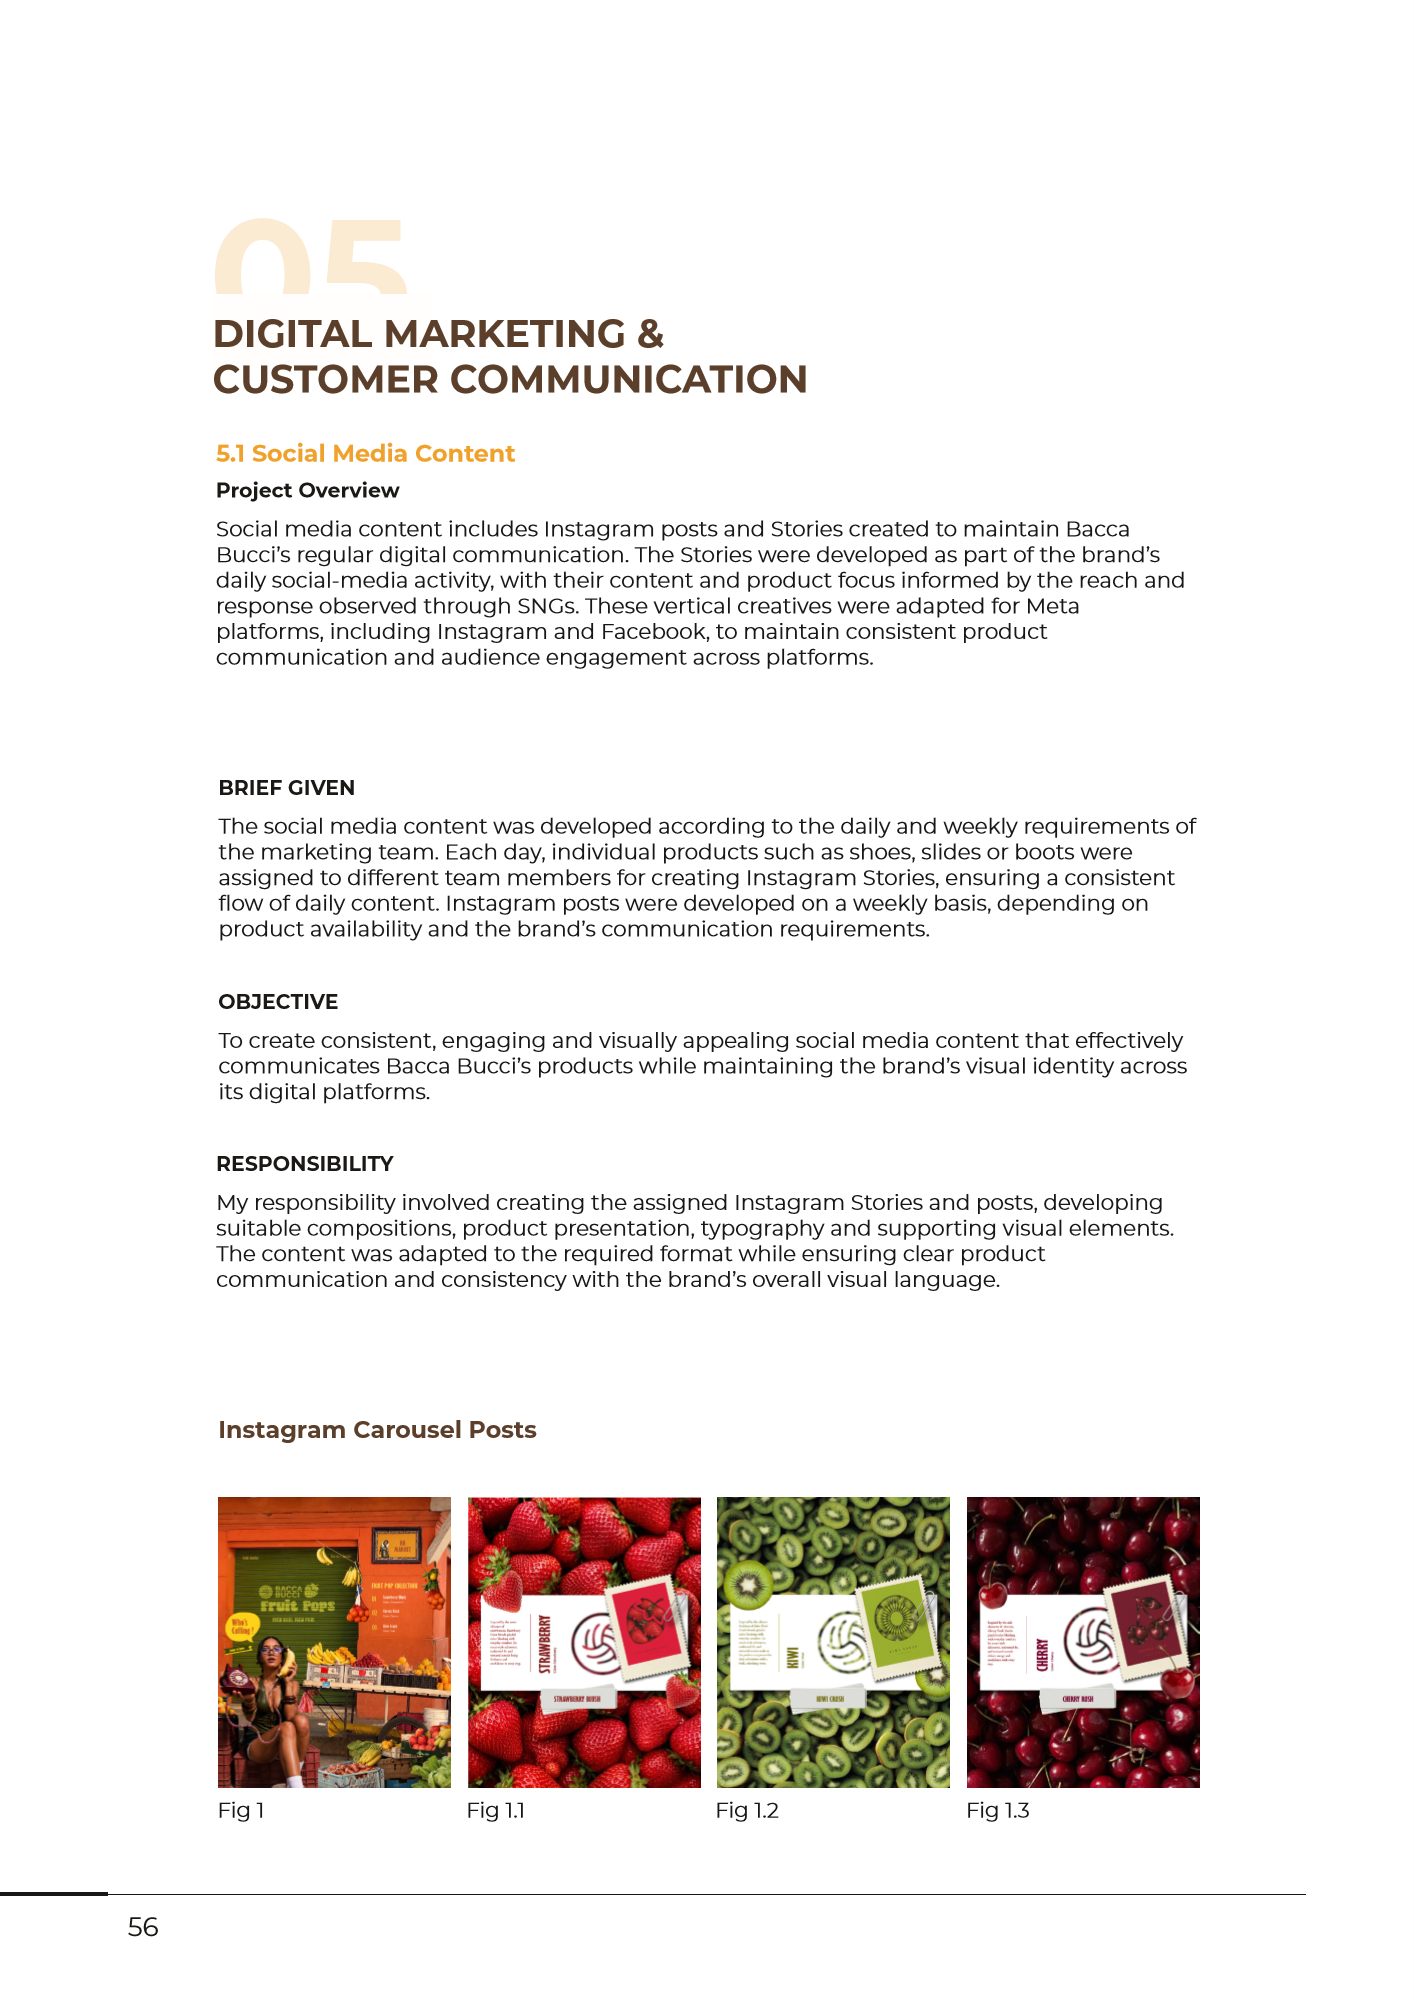 05
DIGITAL MARKETING &
CUSTOMER COMMUNICATION
5.1 Social Media Content
Project Overview
Social media content includes Instagram posts and Stories created to maintain Bacca
Bucci’s regular digital communication. The Stories were developed as part of the brand’s
daily social-media activity, with their content and product focus informed by the reach and
response observed through SNGs. These vertical creatives were adapted for Meta
platforms, including Instagram and Facebook, to maintain consistent product
communication and audience engagement across platforms.
BRIEF GIVEN
The social media content was developed according to the daily and weekly requirements of
the marketing team. Each day, individual products such as shoes, slides or boots were
assigned to different team members for creating Instagram Stories, ensuring a consistent
flow of daily content. Instagram posts were developed on a weekly basis, depending on
product availability and the brand’s communication requirements.
OBJECTIVE
To create consistent, engaging and visually appealing social media content that effectively
communicates Bacca Bucci’s products while maintaining the brand’s visual identity across
its digital platforms.
RESPONSIBILITY
My responsibility involved creating the assigned Instagram Stories and posts, developing
suitable compositions, product presentation, typography and supporting visual elements.
The content was adapted to the required format while ensuring clear product
communication and consistency with the brand’s overall visual language.
Instagram Carousel Posts
BACCA
BUCCI
Fruit Pops
FRUIT POP COLLECTION
01
02
03
Who's
Calling !
STRAWBERRY
STRAWBERRY BLUSH
KIWI
KIWI CRUSH
CHERRY
CHERRY RUSH
Fig 1
Fig 1.1
Fig 1.2
Fig 1.3
56